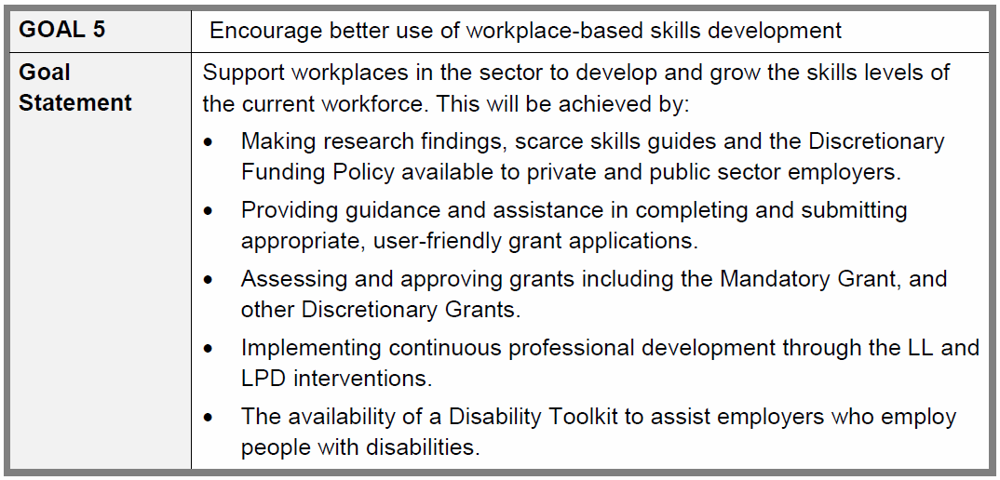 GOAL 5
Encourage better use of workplace-based skills development
Goal
Statement
Support workplaces in the sector to develop and grow the skills levels of
the current workforce. This will be achieved by:
• Making research findings, scarce skills guides and the Discretionary
Funding Policy available to private and public sector employers.
• Providing guidance and assistance in completing and submitting
appropriate, user-friendly grant applications.
• Assessing and approving grants including the Mandatory Grant, and
other Discretionary Grants.
• Implementing continuous professional development through the LL and
LPD interventions.
• The availability of a Disability Toolkit to assist employers who employ
people with disabilities.